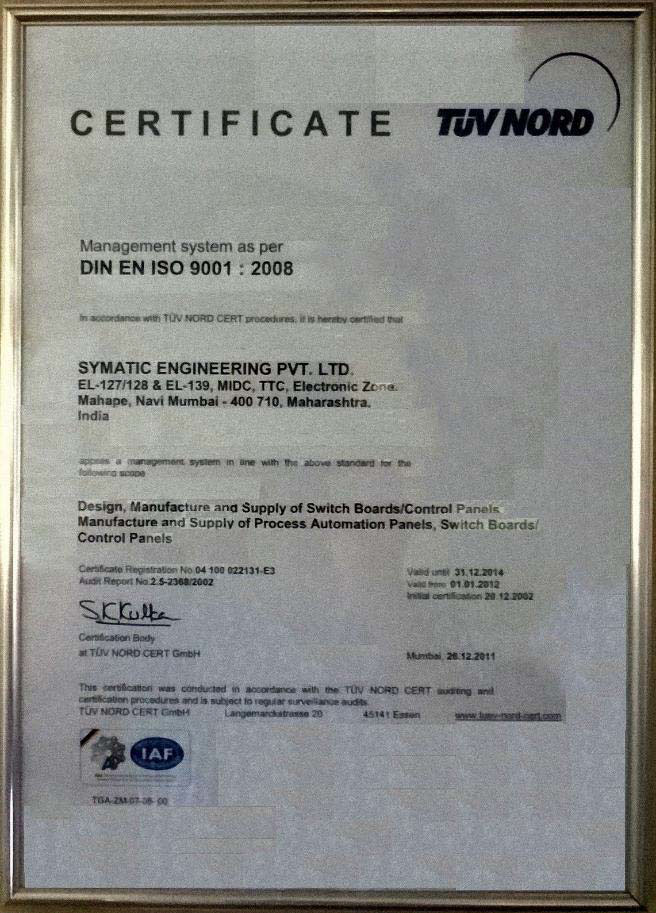 CERTIFICATE
TÜV NORD
Management system as per
DIN EN ISO 9001 : 2008
In accordance with TÜV NORD CERT procedures, it is hereby certified that
SYMATIC ENGINEERING PVT. LTD.
EL-127/128 & EL-139, MIDC, TTC, Electronic Zone.
Mahape, Navi Mumbai - 400 710, Maharashtra.
India
applies a management system in line with the above standard for the
following scope
Design, Manufacture and Supply of Switch Boards/Control Panels
Manufacture and Supply of Process Automation Panels, Switch Boards/
Control Panels
Certificate Registration No.04 100 022131-E3
Audit Report No.2.5-2368/2002
Valid until 31.12.2014
Valid from 01.01.2012
Initial certification 20.12.2002
Certification Body
at TÜV NORD CERT GmbH
Mumbai, 26.12.2011
This certification was conducted in accordance with the TÜV NORD CERT auditing and
certification procedures and is subject to regular surveillance audits.
TÜV NORD CERT GmbH Langemarckstrasse 20 45141 Essen www.tuev-nord-cert.com
IAF
TGA-ZM-07-06-00